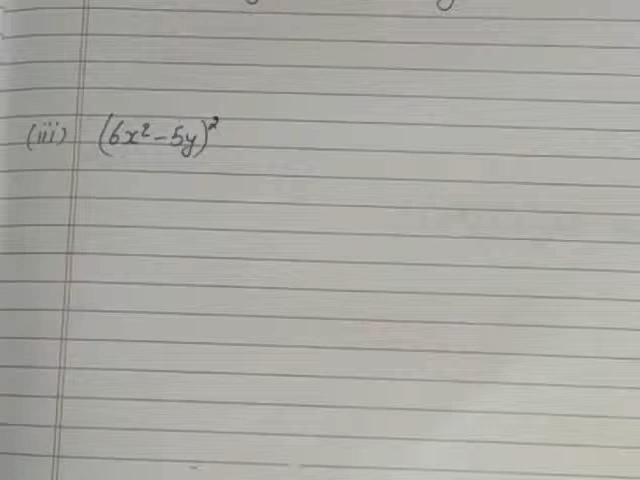 (iii) (6x² - 5y)²